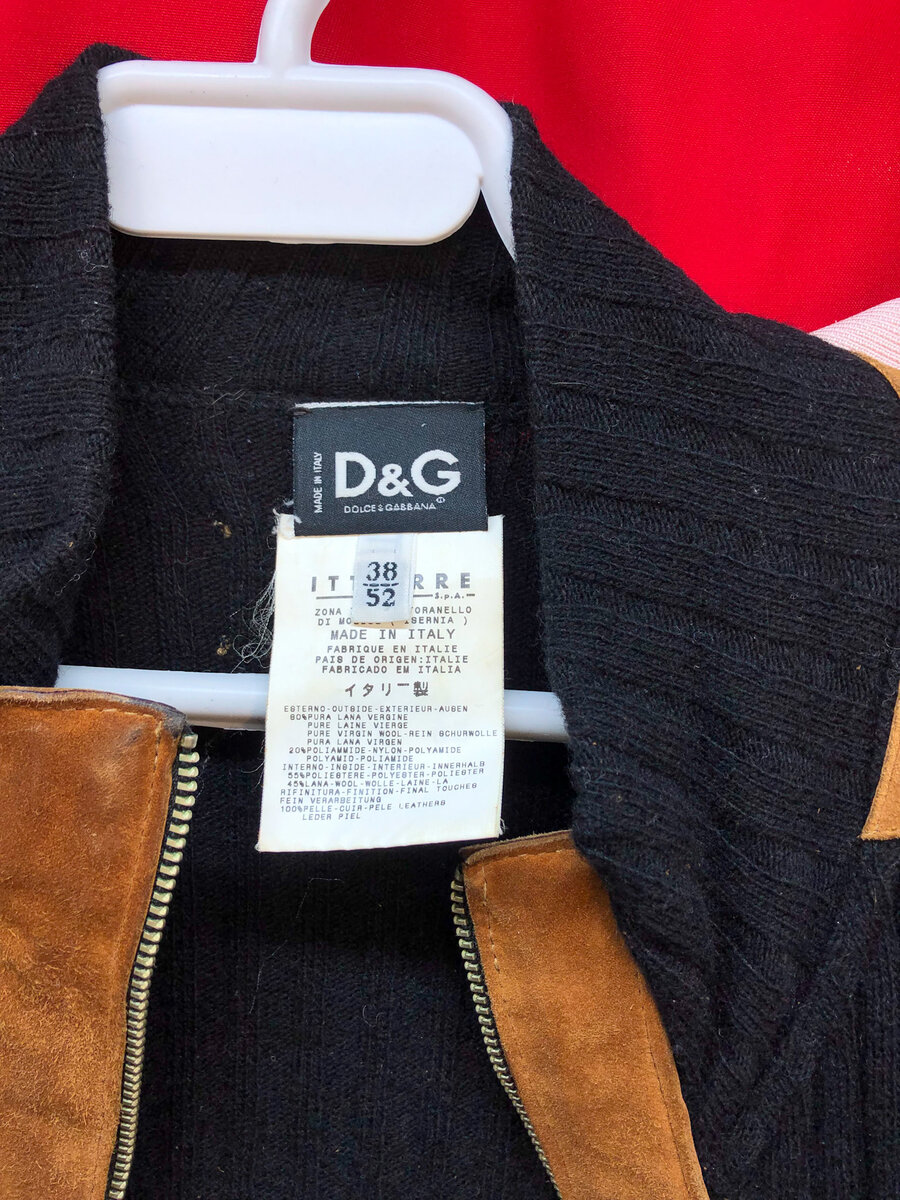 MADE IN ITALY
D&G
DOLCE & GABBANA
38
52
S.p.A.
ZONA
DI
MADE IN ITALY
FABRIQUE EN ITALIE
PAIS DE ORIGEN:ITALIE
FABRICADO EM ITALIA
イタリー製
ESTERNO-OUTSIDE-EXTERIEUR-AUßEN
80%PURA LANA VERGINE
PURE LAINE VIERGE
PURE VIRGIN WOOL-REIN SCHURWOLLE
PURA LANA VIRGEN
20%POLIAMMIDE-NYLON-POLYAMIDE
POLYAMID-POLIAMIDE
INTERNO-INSIDE-INTERIEUR-INNERHALB
55%POLIESTERE-POLYESTER-POLIESTER
45%LANA-WOOL-WOLLE-LAINE-LA
RIFINITURA-FINITION-FINAL TOUCHES
FEIN VERARBEITUNG
100%PELLE-CUIR-PELE LEATHERS
LEDER PIEL